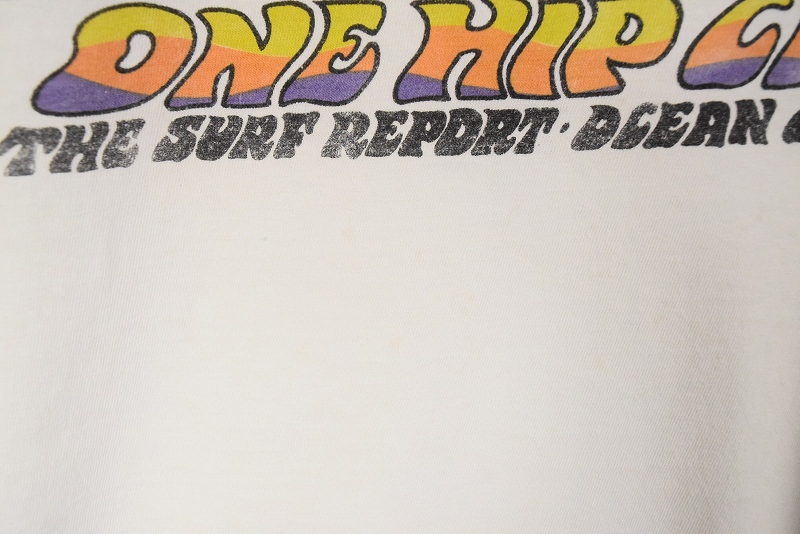 ONE HIP
THE SURF REPORT · OCEAN